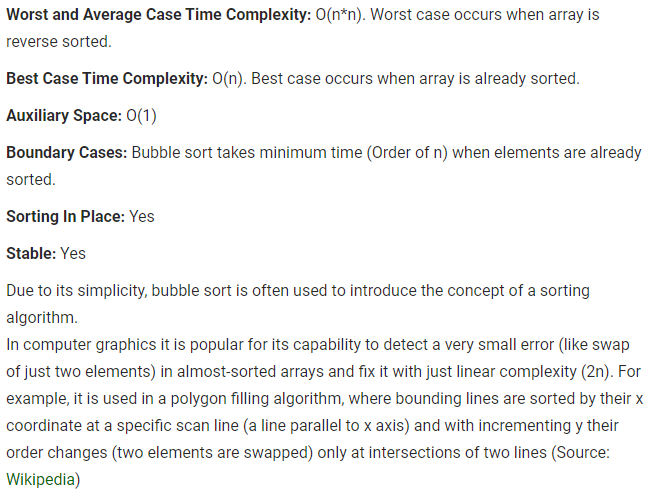 Worst and Average Case Time Complexity: O(n*n). Worst case occurs when array is
reverse sorted.
Best Case Time Complexity: O(n). Best case occurs when array is already sorted.
Auxiliary Space: O(1)
Boundary Cases: Bubble sort takes minimum time (Order of n) when elements are already
sorted.
Sorting In Place: Yes
Stable: Yes
Due to its simplicity, bubble sort is often used to introduce the concept of a sorting
algorithm.
In computer graphics it is popular for its capability to detect a very small error (like swap
of just two elements) in almost-sorted arrays and fix it with just linear complexity (2n). For
example, it is used in a polygon filling algorithm, where bounding lines are sorted by their x
coordinate at a specific scan line (a line parallel to x axis) and with incrementing y their
order changes (two elements are swapped) only at intersections of two lines (Source:
Wikipedia)